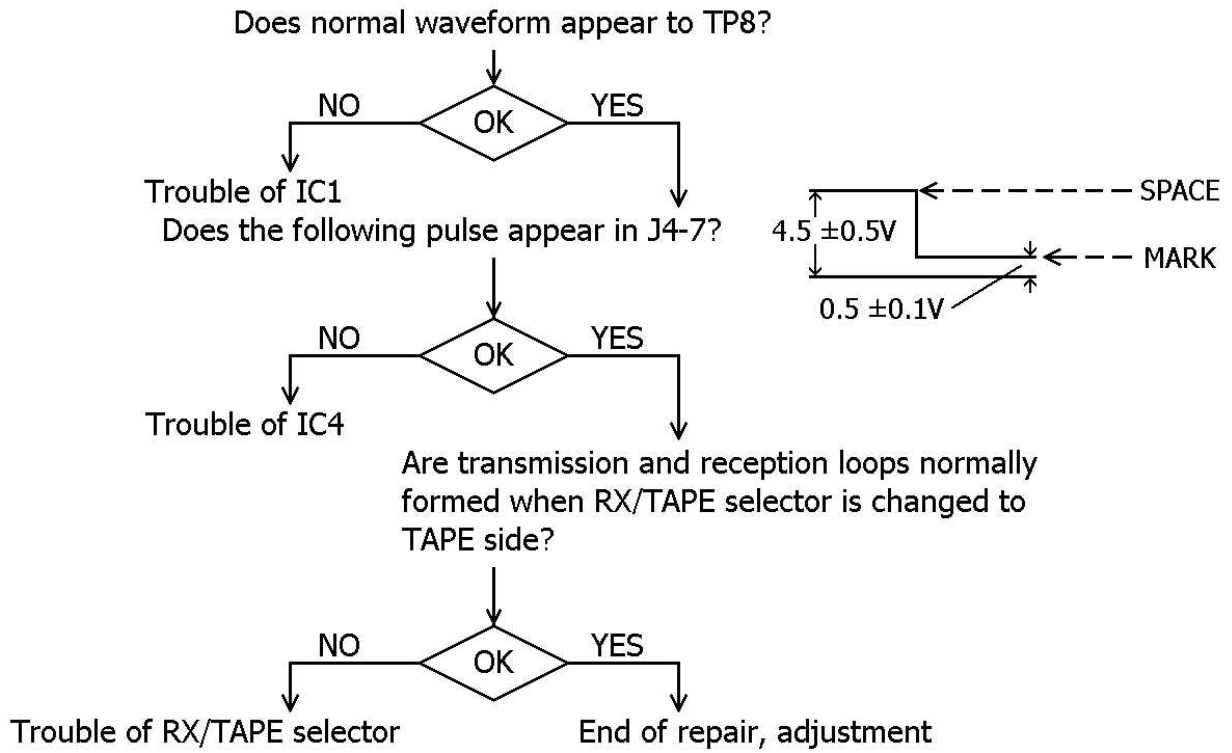 Does normal waveform appear to TP8?
NO
OK
YES
Trouble of IC1
Does the following pulse appear in J4-7?
4.5 ±0.5V
SPACE
MARK
0.5 ±0.1V
NO
OK
YES
Trouble of IC4
Are transmission and reception loops normally
formed when RX/TAPE selector is changed to
TAPE side?
NO
OK
YES
Trouble of RX/TAPE selector
End of repair, adjustment